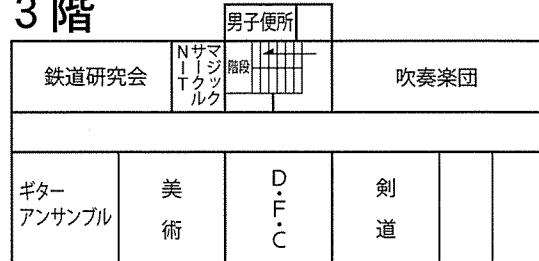 3階
男子便所
鉄道研究会
マジック
サークル
NIT
階段
吹奏楽団
ギター
アンサンブル
美術
D・F・C
剣道